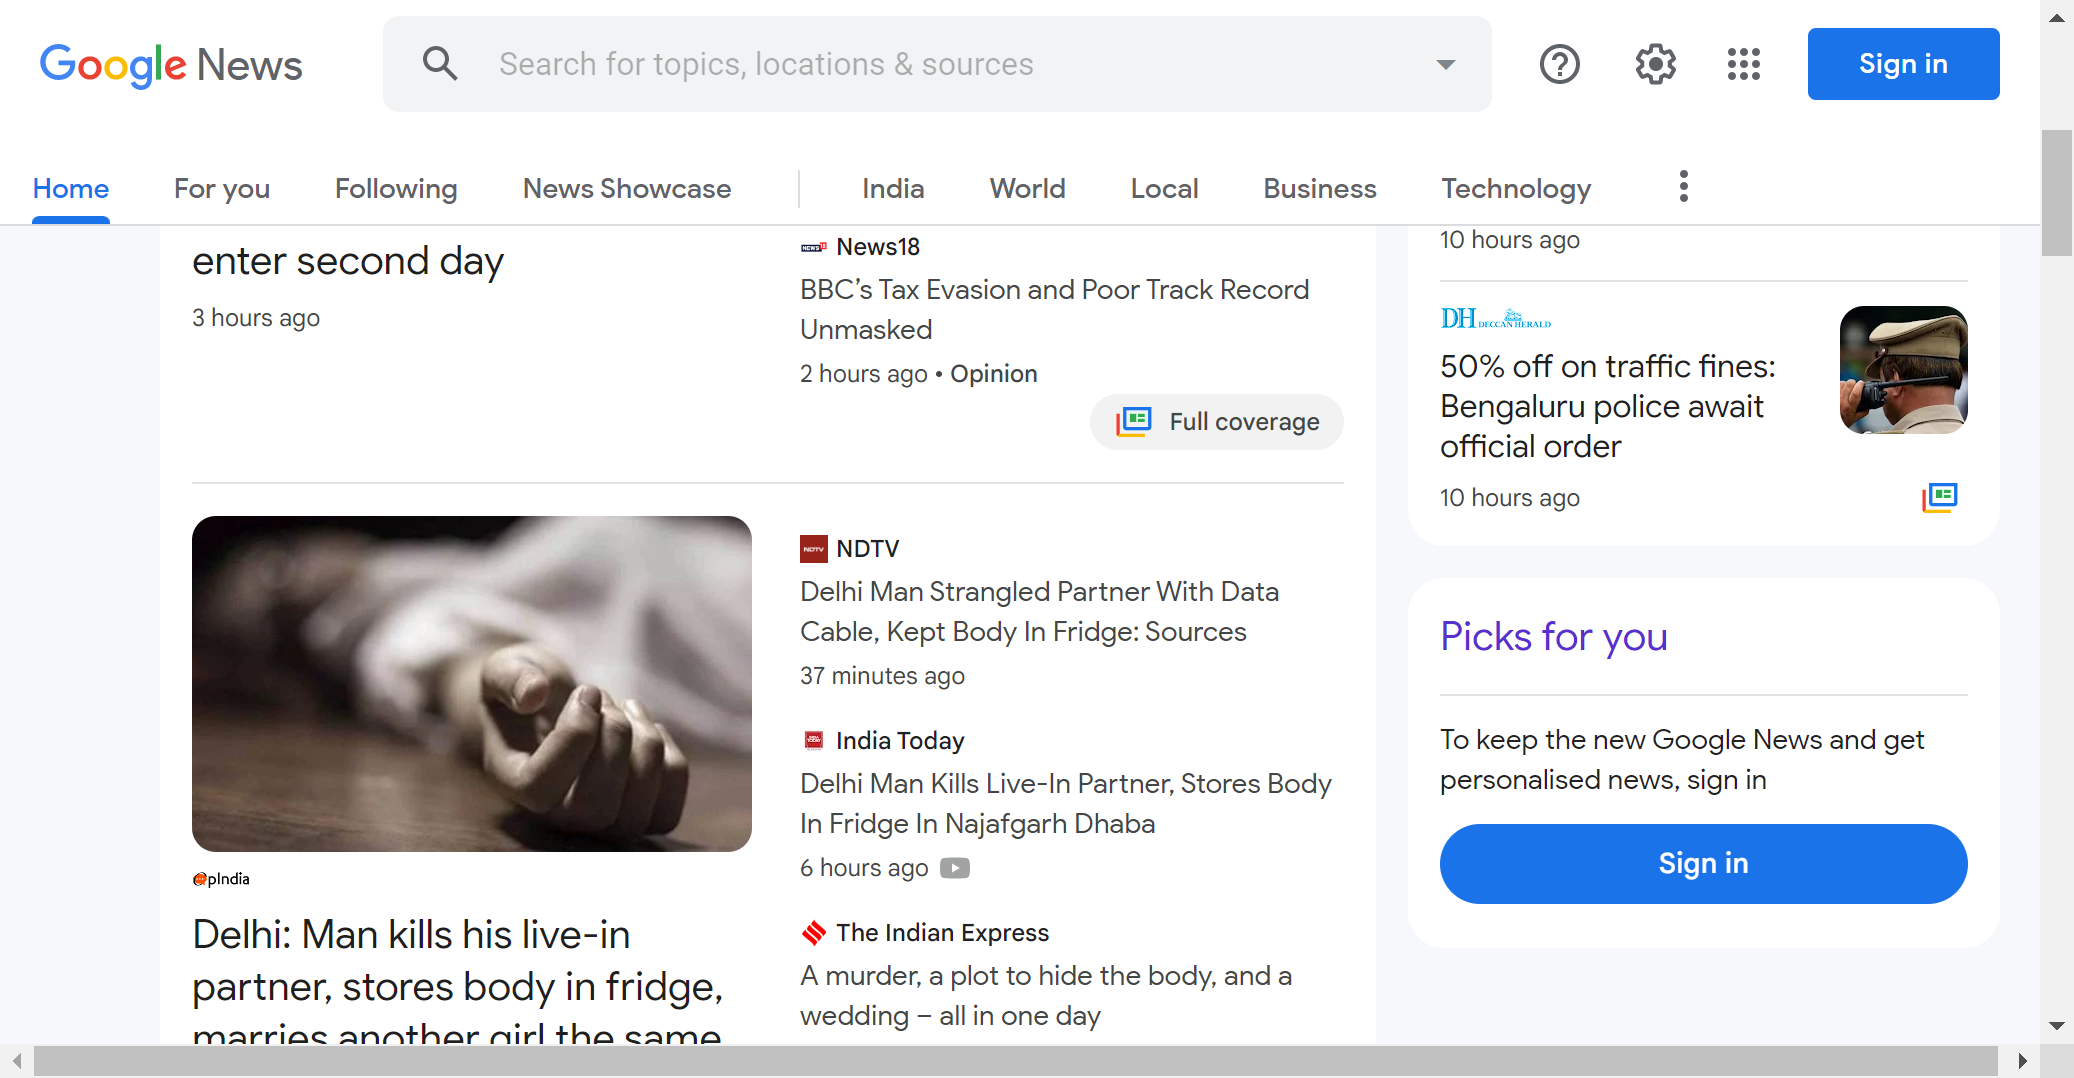 Google News
Search for topics, locations & sources
Sign in
Home
For you
Following
News Showcase
India
World
Local
Business
Technology
enter second day
3 hours ago
NEWS18 News18
BBC’s Tax Evasion and Poor Track Record
Unmasked
2 hours ago • Opinion
Full coverage
OpIndia
Delhi: Man kills his live-in
partner, stores body in fridge,
marries another girl the same
NDTV NDTV
Delhi Man Strangled Partner With Data
Cable, Kept Body In Fridge: Sources
37 minutes ago
India Today
Delhi Man Kills Live-In Partner, Stores Body
In Fridge In Najafgarh Dhaba
6 hours ago
The Indian Express
A murder, a plot to hide the body, and a
wedding – all in one day
10 hours ago
DH DECCAN HERALD
50% off on traffic fines:
Bengaluru police await
official order
10 hours ago
Picks for you
To keep the new Google News and get
personalised news, sign in
Sign in